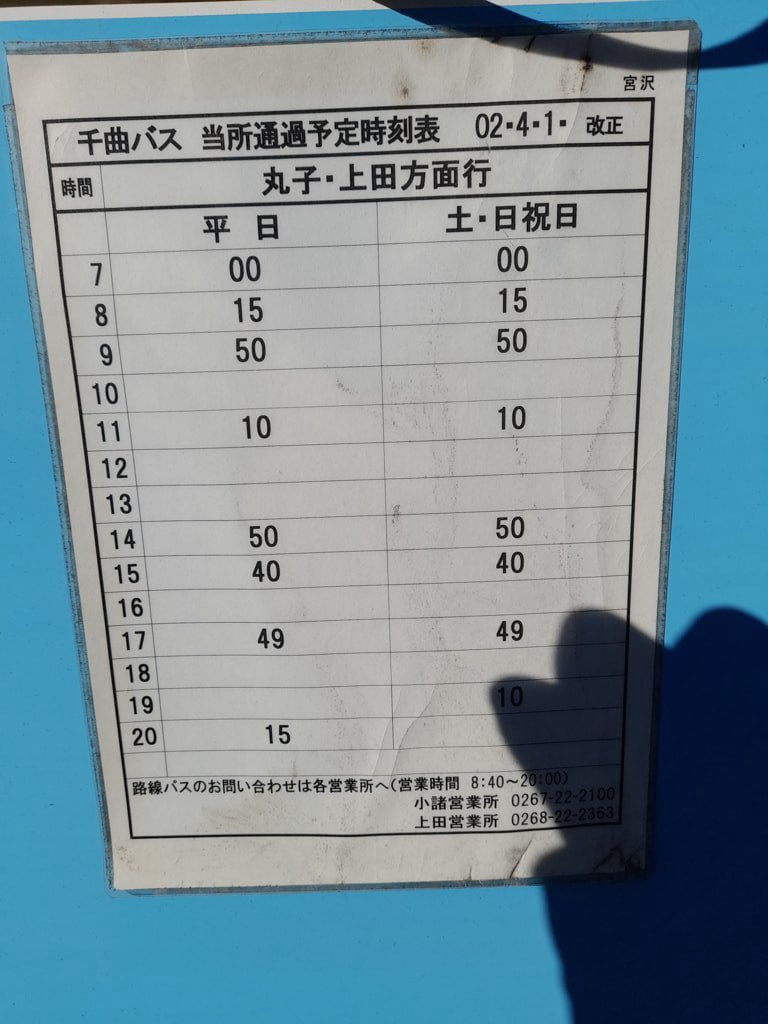 宮沢
千曲バス 当所通過予定時刻表 02・4・1・ 改正
時間 丸子・上田方面行
平 日 土・日祝日
7 00 00
8 15 15
9 50 50
10
11 10 10
12
13
14 50 50
15 40 40
16
17 49 49
18
19 10
20 15
路線バスのお問い合わせは各営業所へ(営業時間 8:40〜20:00)
小諸営業所 0267-22-2100
上田営業所 0268-22-2363